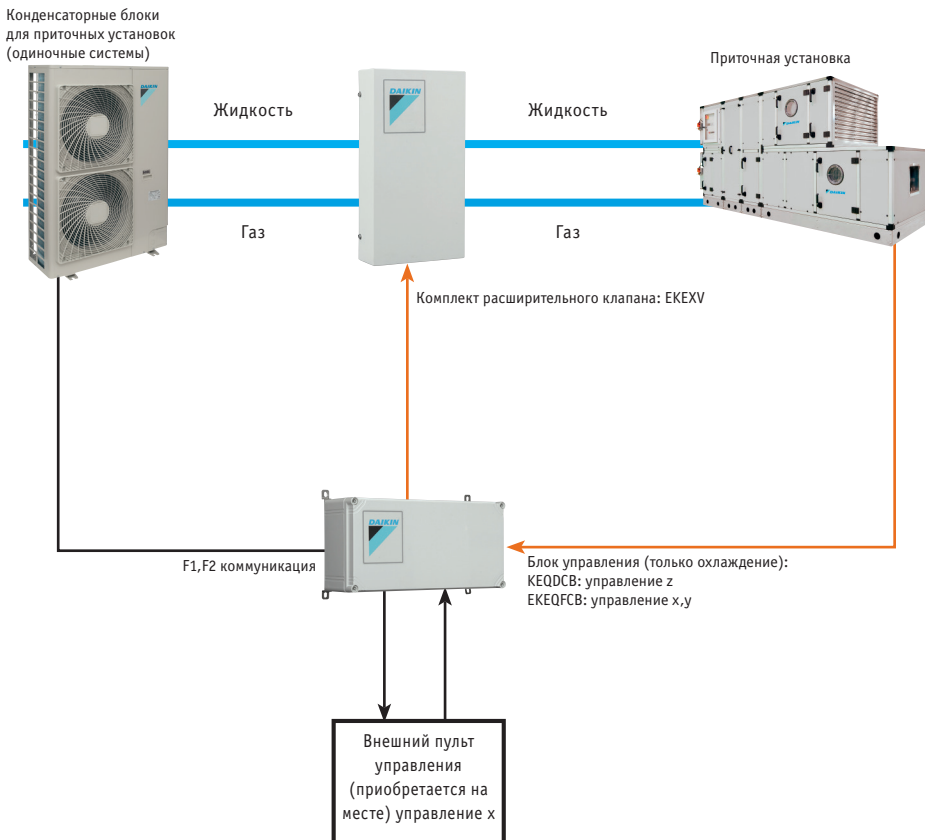 Конденсаторные блоки
для приточных установок
(одиночные системы)
Приточная установка
DAIKIN
DAIKIN
Жидкость
Жидкость
DAIKIN
Газ
Газ
Комплект расширительного клапана: EKEXV
DAIKIN
F1,F2 коммуникация
Блок управления (только охлаждение):
KEQDCB: управление z
EKEQFCB: управление x,y
Внешний пульт
управления
(приобретается на
месте) управление x